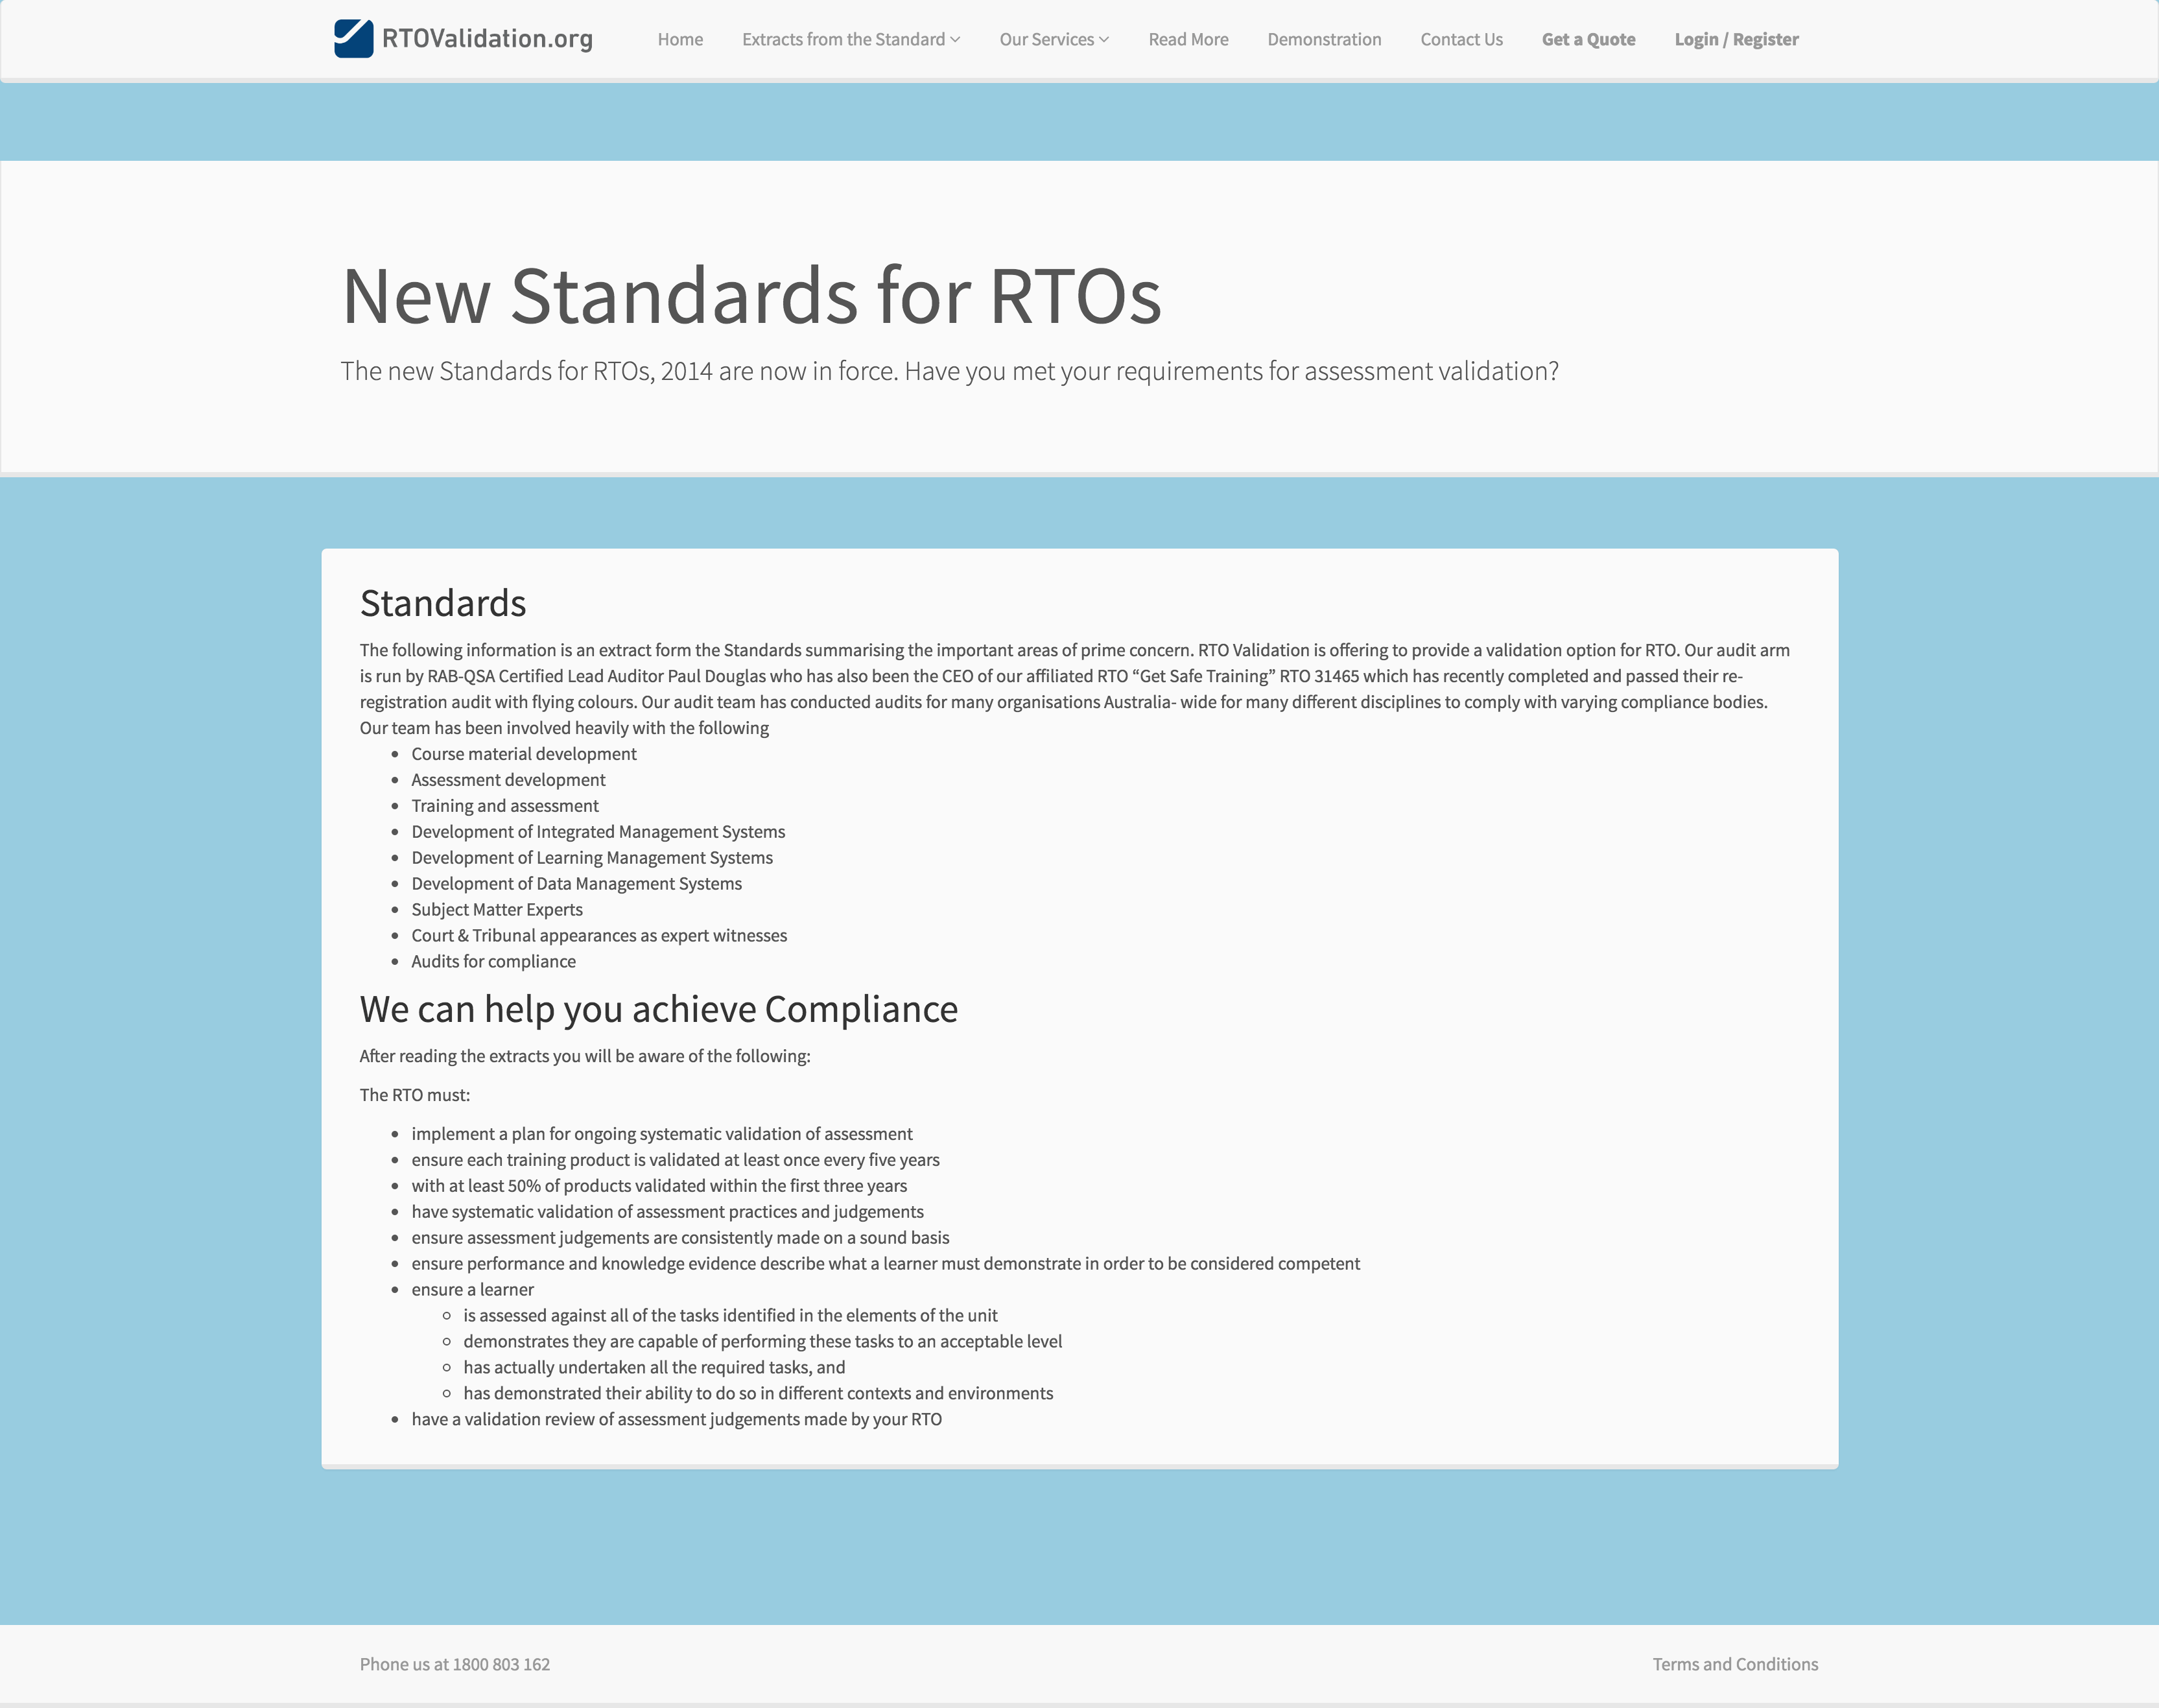 RTOValidation.org
Home
Extracts from the Standard
Our Services
Read More
Demonstration
Contact Us
Get a Quote
Login / Register
New Standards for RTOs
The new Standards for RTOs, 2014 are now in force. Have you met your requirements for assessment validation?
Standards
The following information is an extract form the Standards summarising the important areas of prime concern. RTO Validation is offering to provide a validation option for RTO. Our audit arm
is run by RAB-QSA Certified Lead Auditor Paul Douglas who has also been the CEO of our affiliated RTO “Get Safe Training” RTO 31465 which has recently completed and passed their re-
registration audit with flying colours. Our audit team has conducted audits for many organisations Australia- wide for many different disciplines to comply with varying compliance bodies.
Our team has been involved heavily with the following
• Course material development
• Assessment development
• Training and assessment
• Development of Integrated Management Systems
• Development of Learning Management Systems
• Development of Data Management Systems
• Subject Matter Experts
• Court & Tribunal appearances as expert witnesses
• Audits for compliance
We can help you achieve Compliance
After reading the extracts you will be aware of the following:
The RTO must:
• implement a plan for ongoing systematic validation of assessment
• ensure each training product is validated at least once every five years
• with at least 50% of products validated within the first three years
• have systematic validation of assessment practices and judgements
• ensure assessment judgements are consistently made on a sound basis
• ensure performance and knowledge evidence describe what a learner must demonstrate in order to be considered competent
• ensure a learner
◦ is assessed against all of the tasks identified in the elements of the unit
◦ demonstrates they are capable of performing these tasks to an acceptable level
◦ has actually undertaken all the required tasks, and
◦ has demonstrated their ability to do so in different contexts and environments
• have a validation review of assessment judgements made by your RTO
Phone us at 1800 803 162
Terms and Conditions